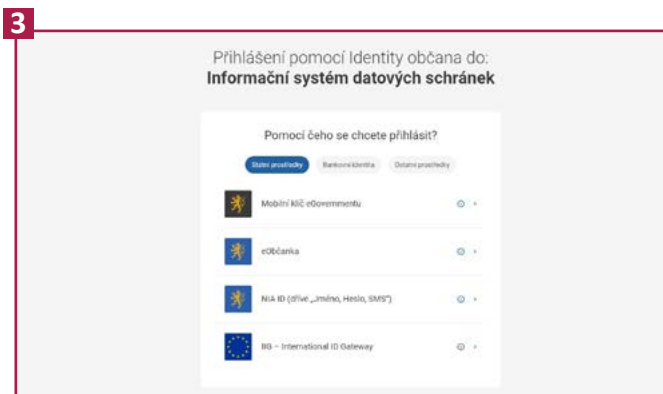 3
Přihlášení pomocí Identity občana do:
Informační systém datových schránek
Pomocí čeho se chcete přihlásit?
Státní prostředky Bankovní identita Ostatní prostředky
Mobilní klíč eGovernmentu
eObčanka
NIA ID (dříve „Jméno, Heslo, SMS“)
IIG – International ID Gateway